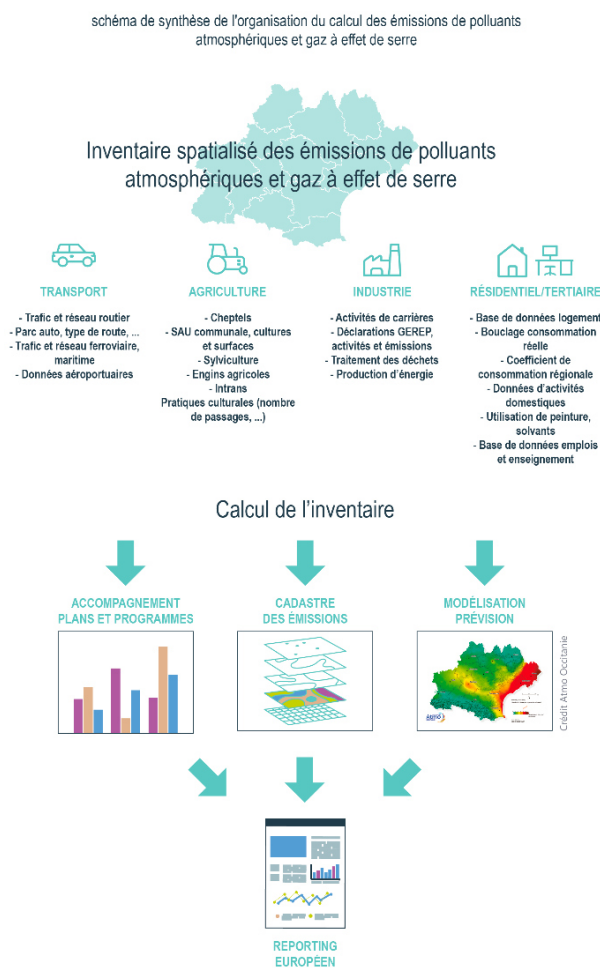 schéma de synthèse de l'organisation du calcul des émissions de polluants
atmosphériques et gaz à effet de serre
Inventaire spatialisé des émissions de polluants
atmosphériques et gaz à effet de serre
TRANSPORT
- Trafic et réseau routier
- Parc auto, type de route, ...
- Trafic et réseau ferroviaire,
maritime
- Données aéroportuaires
AGRICULTURE
- Cheptels
- SAU communale, cultures
et surfaces
- Sylviculture
- Engins agricoles
- Intrans
Pratiques culturales (nombre
de passages, ...)
INDUSTRIE
- Activités de carrières
- Déclarations GEREP,
activités et émissions
- Traitement des déchets
- Production d'énergie
RÉSIDENTIEL/TERTIAIRE
- Base de données logement
- Bouclage consommation
réelle
- Coefficient de
consommation régionale
- Données d'activités
domestiques
- Utilisation de peinture,
solvants
- Base de données emplois
et enseignement
Calcul de l'inventaire
ACCOMPAGNEMENT
PLANS ET PROGRAMMES
CADASTRE
DES ÉMISSIONS
MODÉLISATION
PRÉVISION
Crédit Atmo Occitanie
REPORTING
EUROPÉEN